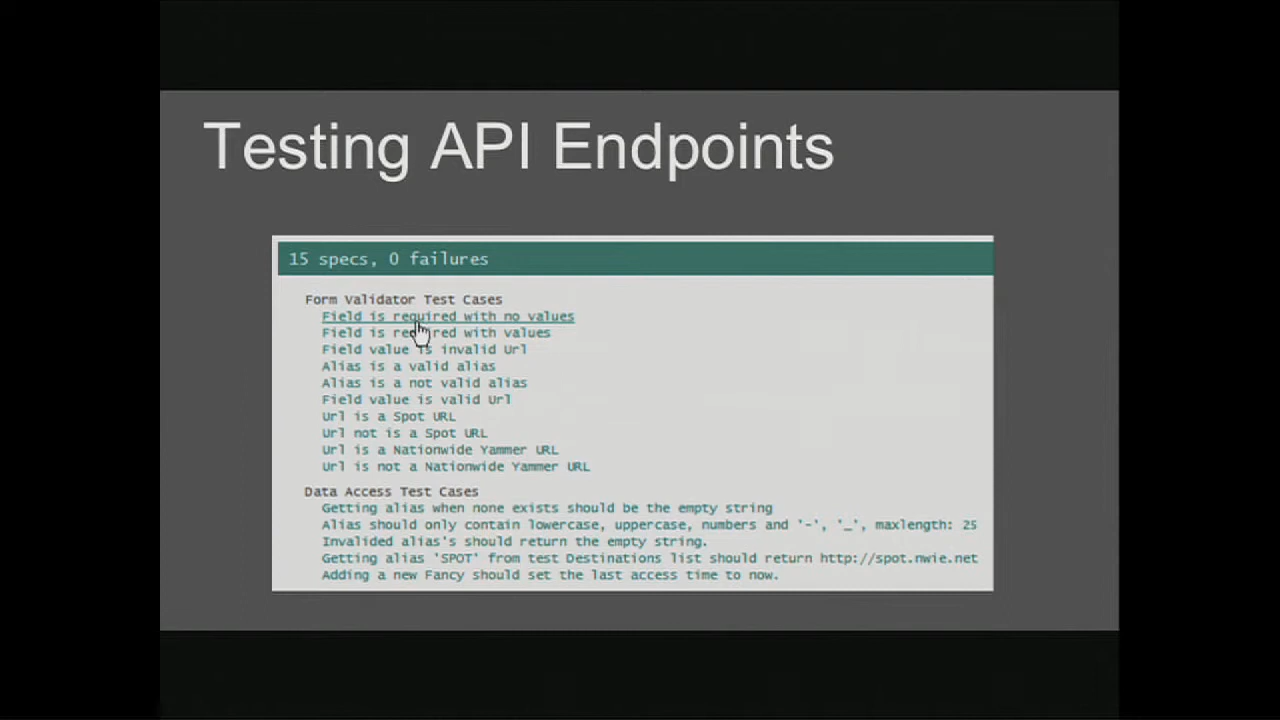 Testing API Endpoints
15 specs, 0 failures
Form Validator Test Cases
Field is required with no values
Field is required with values
Field value is invalid Url
Alias is a valid alias
Alias is a not valid alias
Field value is valid Url
Url is a Spot URL
Url not is a Spot URL
Url is a Nationwide Yammer URL
Url is not a Nationwide Yammer URL
Data Access Test Cases
Getting alias when none exists should be the empty string
Alias should only contain lowercase, uppercase, numbers and '-', '_', maxlength: 25
Invalided alias's should return the empty string.
Getting alias 'SPOT' from test Destinations list should return http://spot.nwie.net
Adding a new Fancy should set the last access time to now.